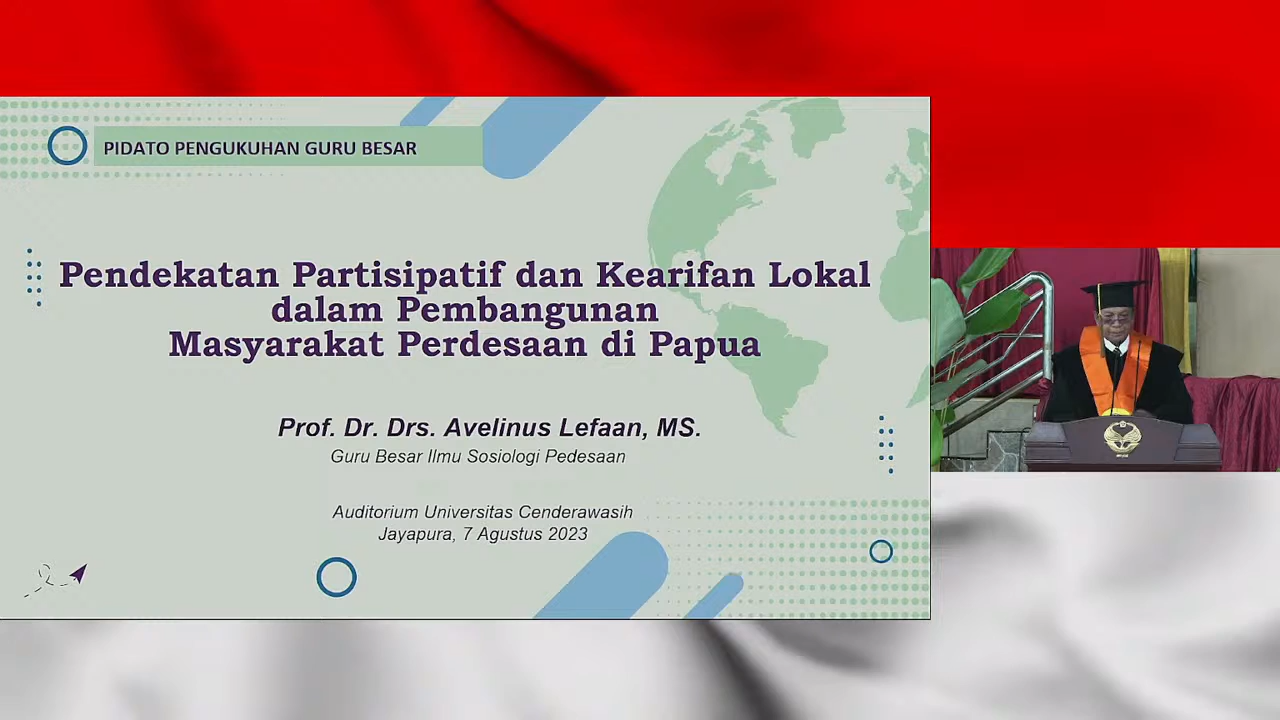 PIDATO PENGUKUHAN GURU BESAR
Pendekatan Partisipatif dan Kearifan Lokal
dalam Pembangunan
Masyarakat Perdesaan di Papua
Prof. Dr. Drs. Avelinus Lefaan, MS.
Guru Besar Ilmu Sosiologi Pedesaan
Auditorium Universitas Cenderawasih
Jayapura, 7 Agustus 2023